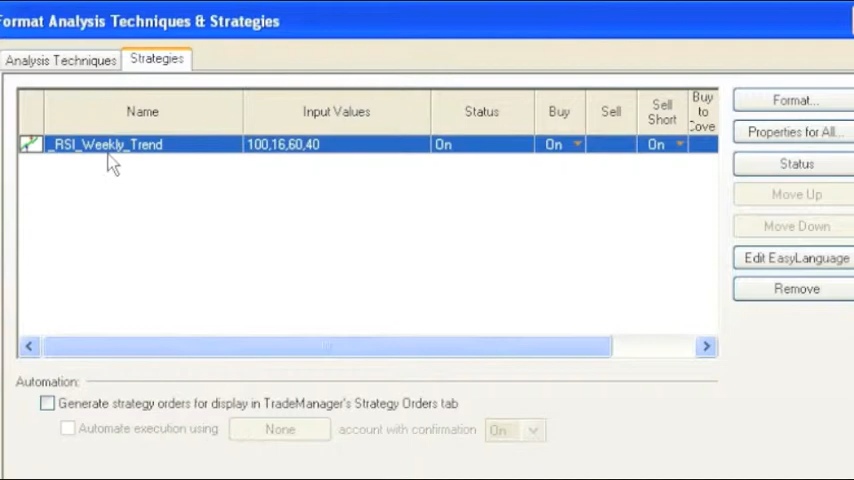 Format Analysis Techniques & Strategies
Analysis Techniques
Strategies
Name
Input Values
Status
Buy
Sell
Sell
Short
Buy
to
Cove
_RSI_Weekly_Trend
100,16,60,40
On
On
On
Format...
Properties for All...
Status
Move Up
Move Down
Edit EasyLanguage
Remove
Automation:
Generate strategy orders for display in TradeManager's Strategy Orders tab
Automate execution using
None
account with confirmation
On